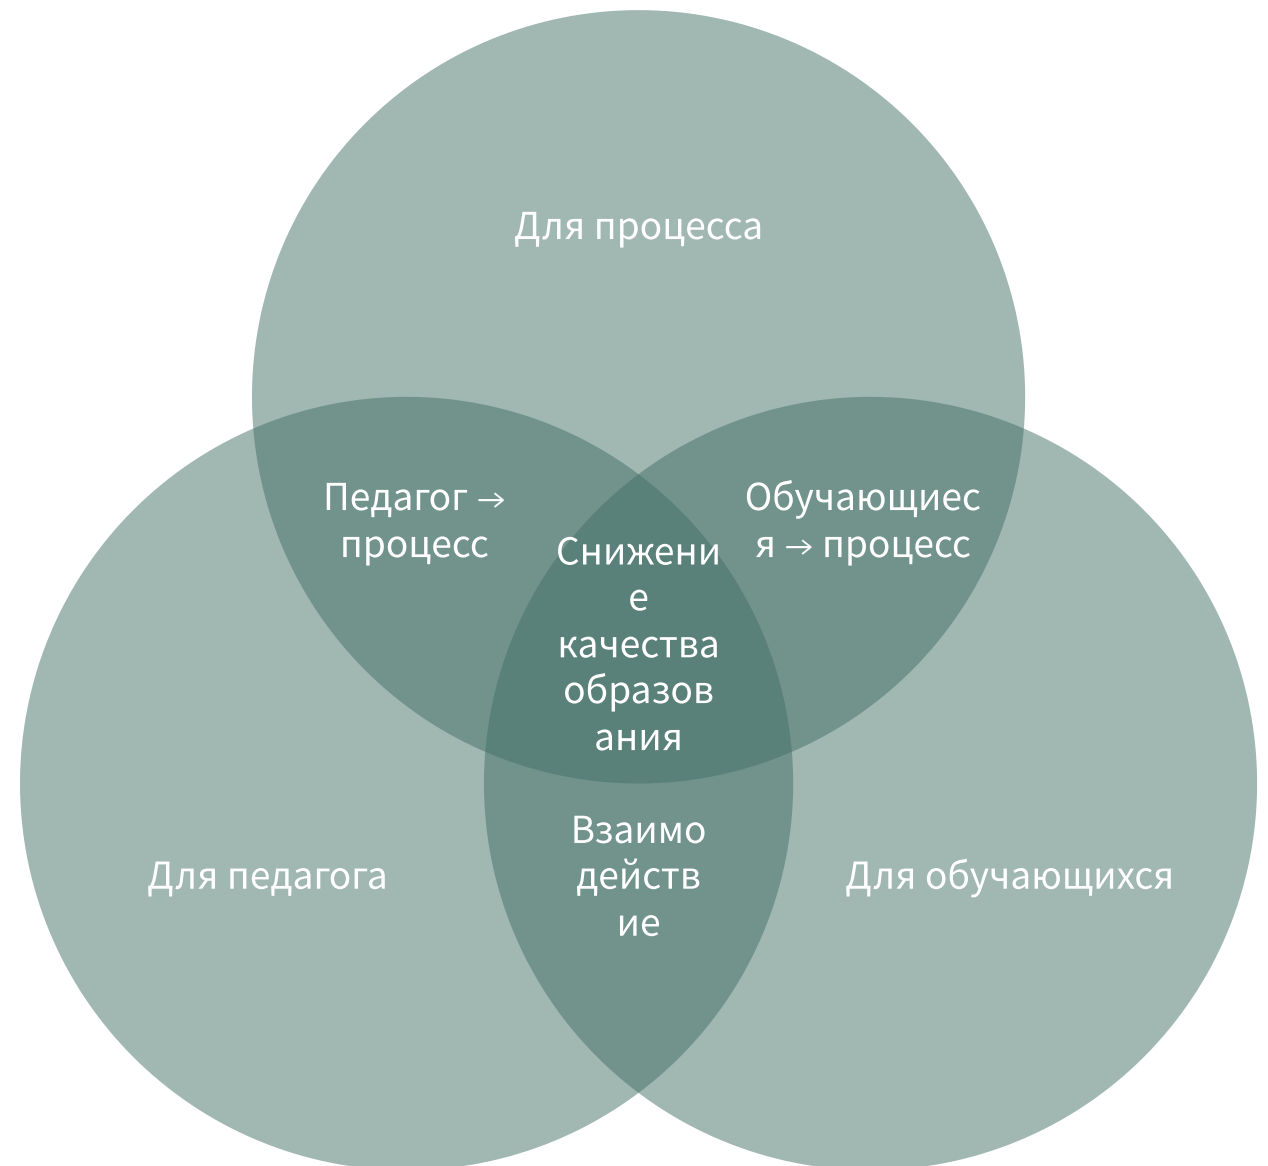 Для процесса
Педагог →
процесс
Обучающиес
я → процесс
Снижени
е
качества
образов
ания
Взаимо
действ
ие
Для педагога
Для обучающихся